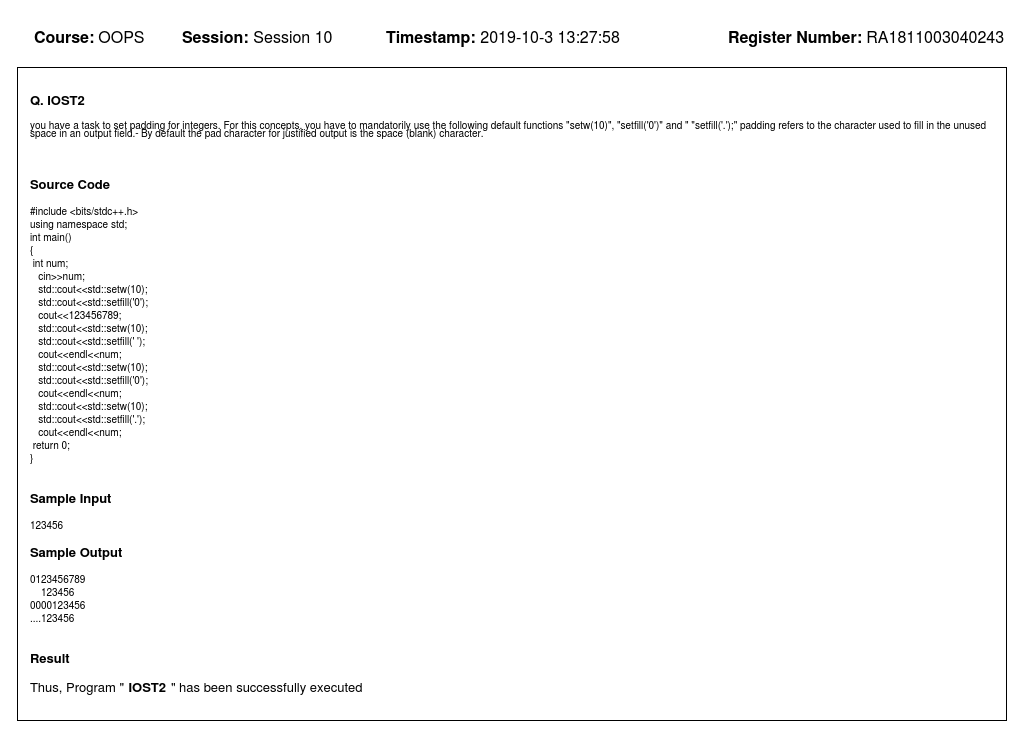 Course: OOPS Session: Session 10 Timestamp: 2019-10-3 13:27:58 Register Number: RA1811003040243
Q. IOST2
you have a task to set padding for integers. For this concepts, you have to mandatorily use the following default functions "setw(10)", "setfill('0')" and " "setfill('.');" padding refers to the character used to fill in the unused
space in an output field.- By default the pad character for justified output is the space (blank) character.
Source Code
#include <bits/stdc++.h>
using namespace std;
int main()
{
 int num;
   cin>>num;
   std::cout<<std::setw(10);
   std::cout<<std::setfill('0');
   cout<<123456789;
   std::cout<<std::setw(10);
   std::cout<<std::setfill(' ');
   cout<<endl<<num;
   std::cout<<std::setw(10);
   std::cout<<std::setfill('0');
   cout<<endl<<num;
   std::cout<<std::setw(10);
   std::cout<<std::setfill('.');
   cout<<endl<<num;
 return 0;
}
Sample Input
123456
Sample Output
0123456789
    123456
0000123456
....123456
Result
Thus, Program " IOST2 " has been successfully executed